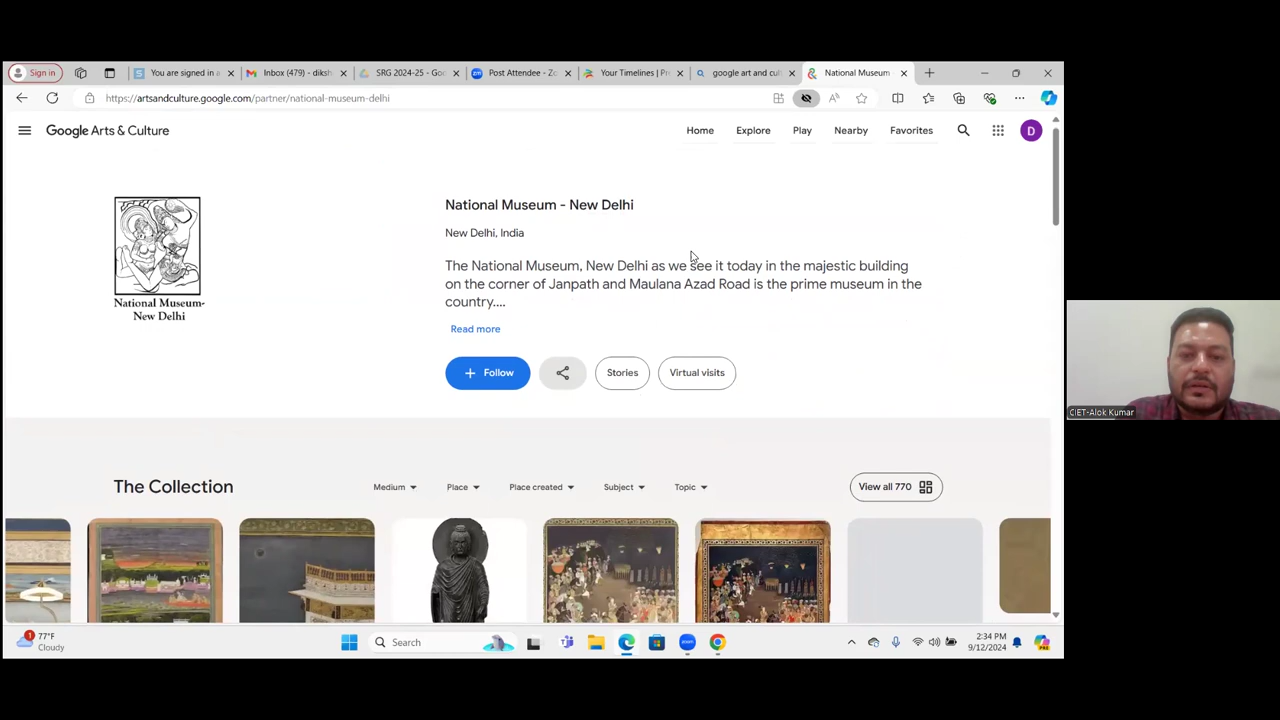 Sign in
You are signed in a
Inbox (479) - diksh
SRG 2024-25 - Goo
Post Attendee - Zo
Your Timelines | Pr
google art and cul
National Museum
https://artsandculture.google.com/partner/national-museum-delhi
Google Arts & Culture
Home
Explore
Play
Nearby
Favorites
D
National Museum-
New Delhi
National Museum - New Delhi
New Delhi, India
The National Museum, New Delhi as we see it today in the majestic building
on the corner of Janpath and Maulana Azad Road is the prime museum in the
country....
Read more
+ Follow
Stories
Virtual visits
The Collection
Medium
Place
Place created
Subject
Topic
View all 770
CIET-Alok Kumar
1
77°F
Cloudy
Search
2:34 PM
9/12/2024